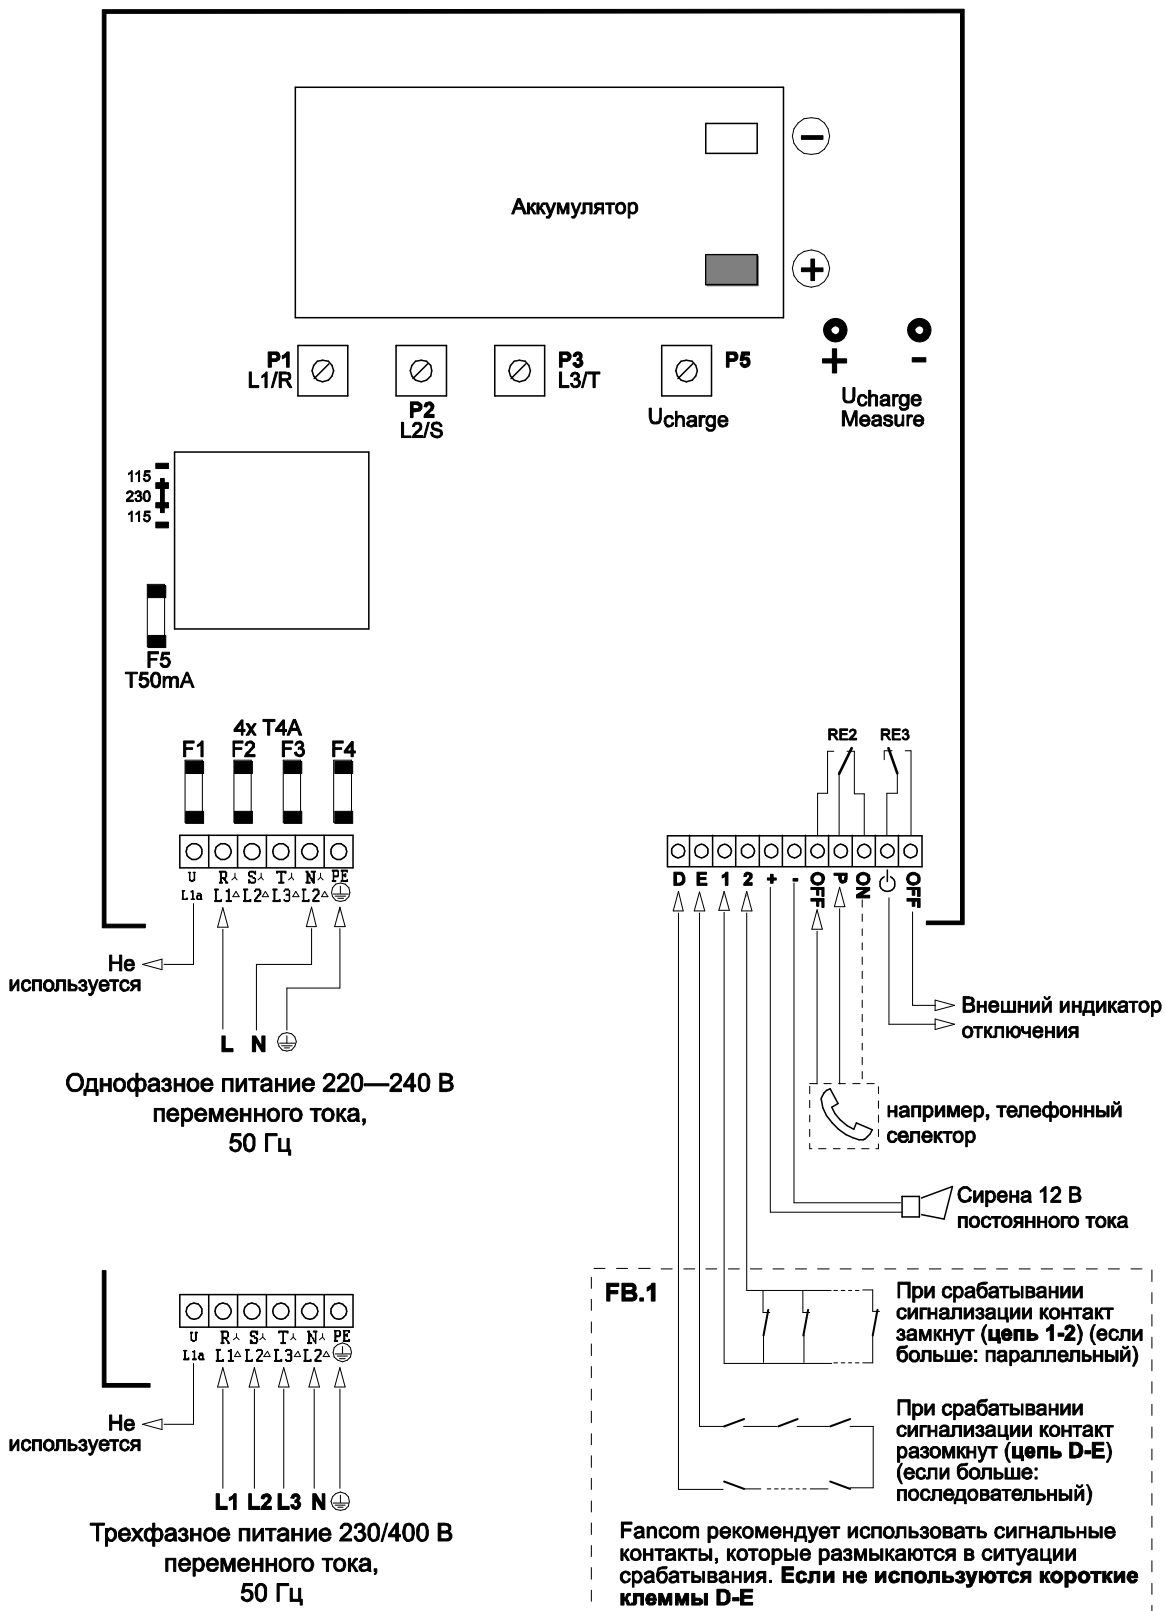 Аккумулятор
P1
L1/R
P2
L2/S
P3
L3/T
P5
Ucharge
+
-
Ucharge
Measure
115
230
115
F5
T50mA
4x T4A
F1 F2 F3 F4
U R S T N PE
L1a L1 L2 L3 L2
Не
используется
L N
Однофазное питание 220—240 В
переменного тока,
50 Гц
RE2 RE3
D E 1 2 + - OFF P ON OFF
Внешний индикатор
отключения
например, телефонный
селектор
Сирена 12 В
постоянного тока
U R S T N PE
L1a L1 L2 L3 L2
Не
используется
L1 L2 L3 N
Трехфазное питание 230/400 В
переменного тока,
50 Гц
FB.1
При срабатывании
сигнализации контакт
замкнут (цепь 1-2) (если
больше: параллельный)
При срабатывании
сигнализации контакт
разомкнут (цепь D-E)
(если больше:
последовательный)
Fancom рекомендует использовать сигнальные
контакты, которые размыкаются в ситуации
срабатывания. Если не используются короткие
клеммы D-E